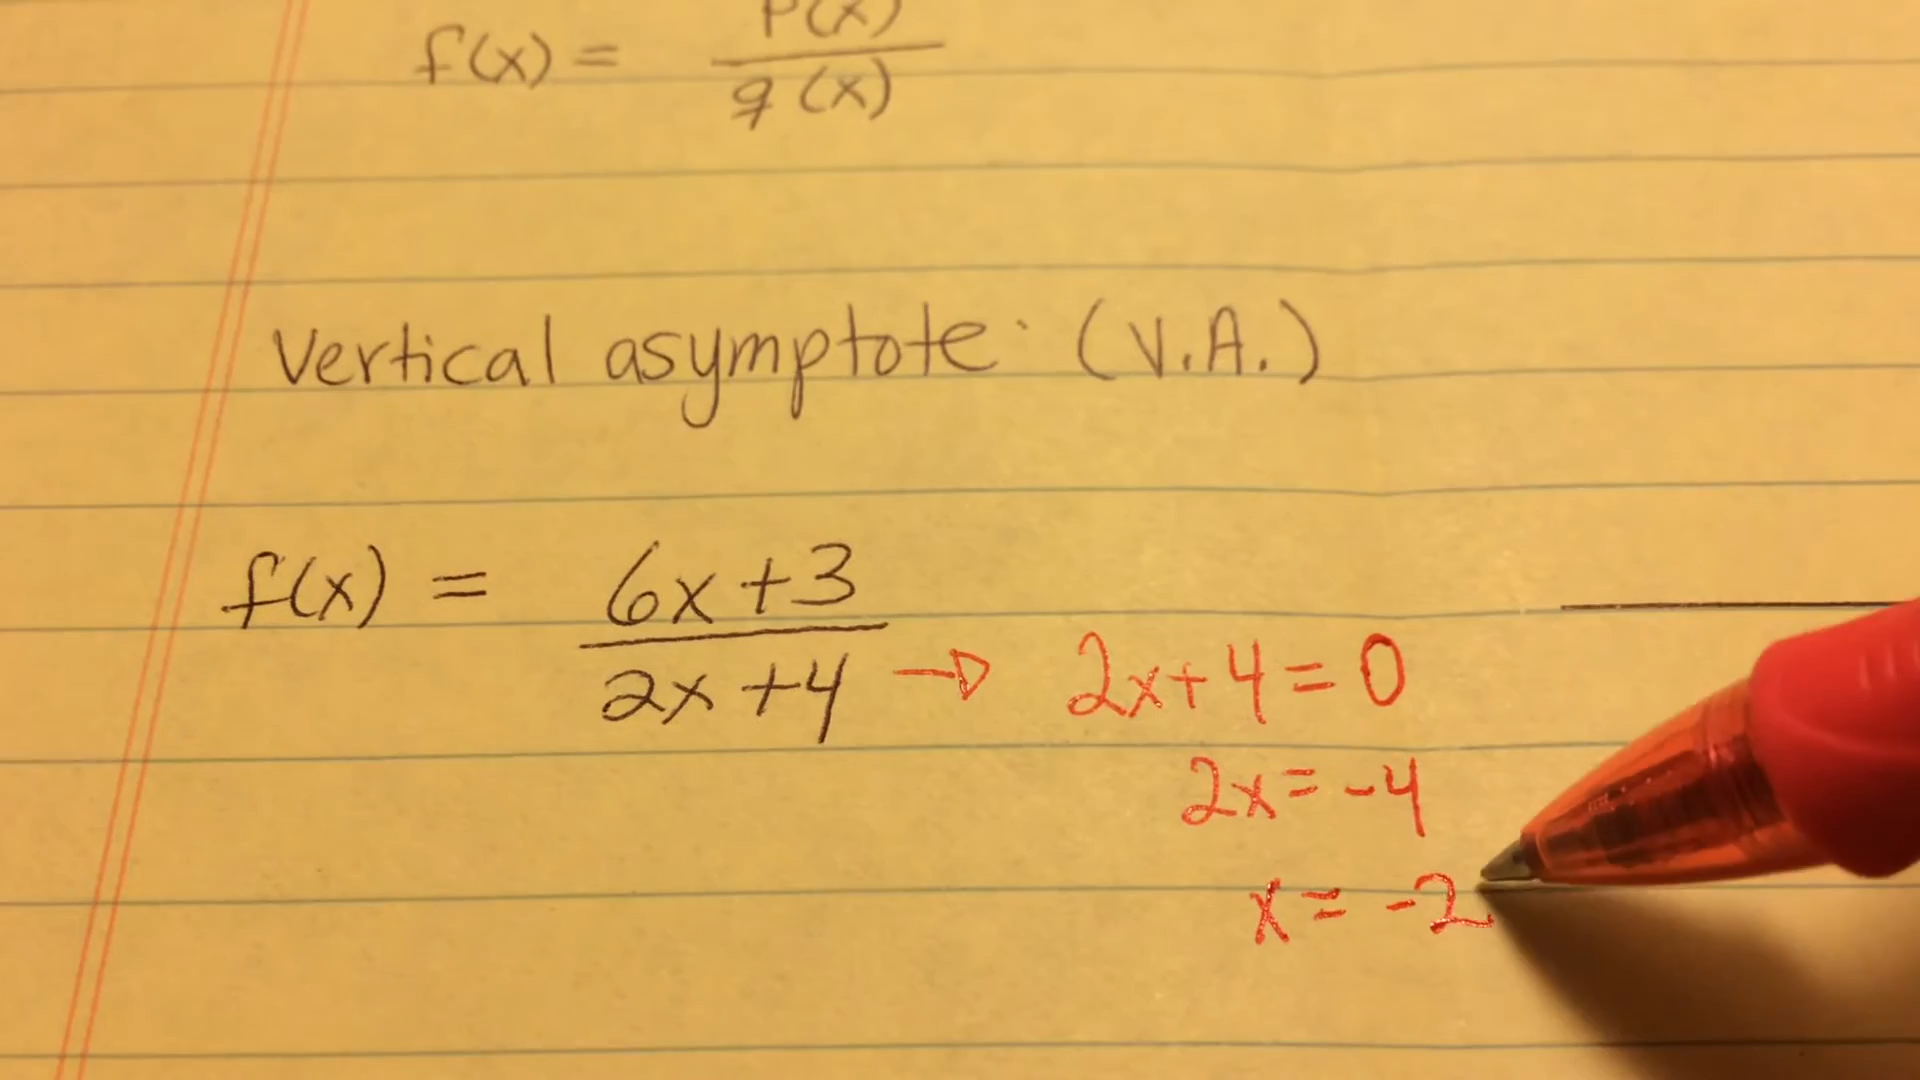 f(x) = P(x)
q(x)
Vertical asymptote: (V.A.)
f(x) = 6x+3
2x+4 → 2x+4=0
2x=-4
x=-2